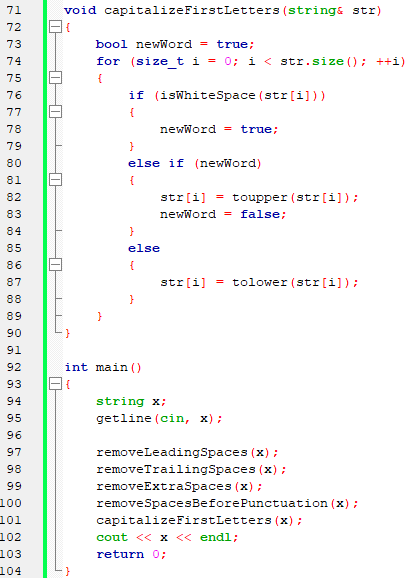 71 void capitalizeFirstLetters(string& str)
72 {
73     bool newWord = true;
74     for (size_t i = 0; i < str.size(); ++i)
75     {
76         if (isWhiteSpace(str[i]))
77         {
78             newWord = true;
79         }
80         else if (newWord)
81         {
82             str[i] = toupper(str[i]);
83             newWord = false;
84         }
85         else
86         {
87             str[i] = tolower(str[i]);
88         }
89     }
90 }
91
92 int main()
93 {
94     string x;
95     getline(cin, x);
96
97     removeLeadingSpaces(x);
98     removeTrailingSpaces(x);
99     removeExtraSpaces(x);
100     removeSpacesBeforePunctuation(x);
101     capitalizeFirstLetters(x);
102     cout << x << endl;
103     return 0;
104 }